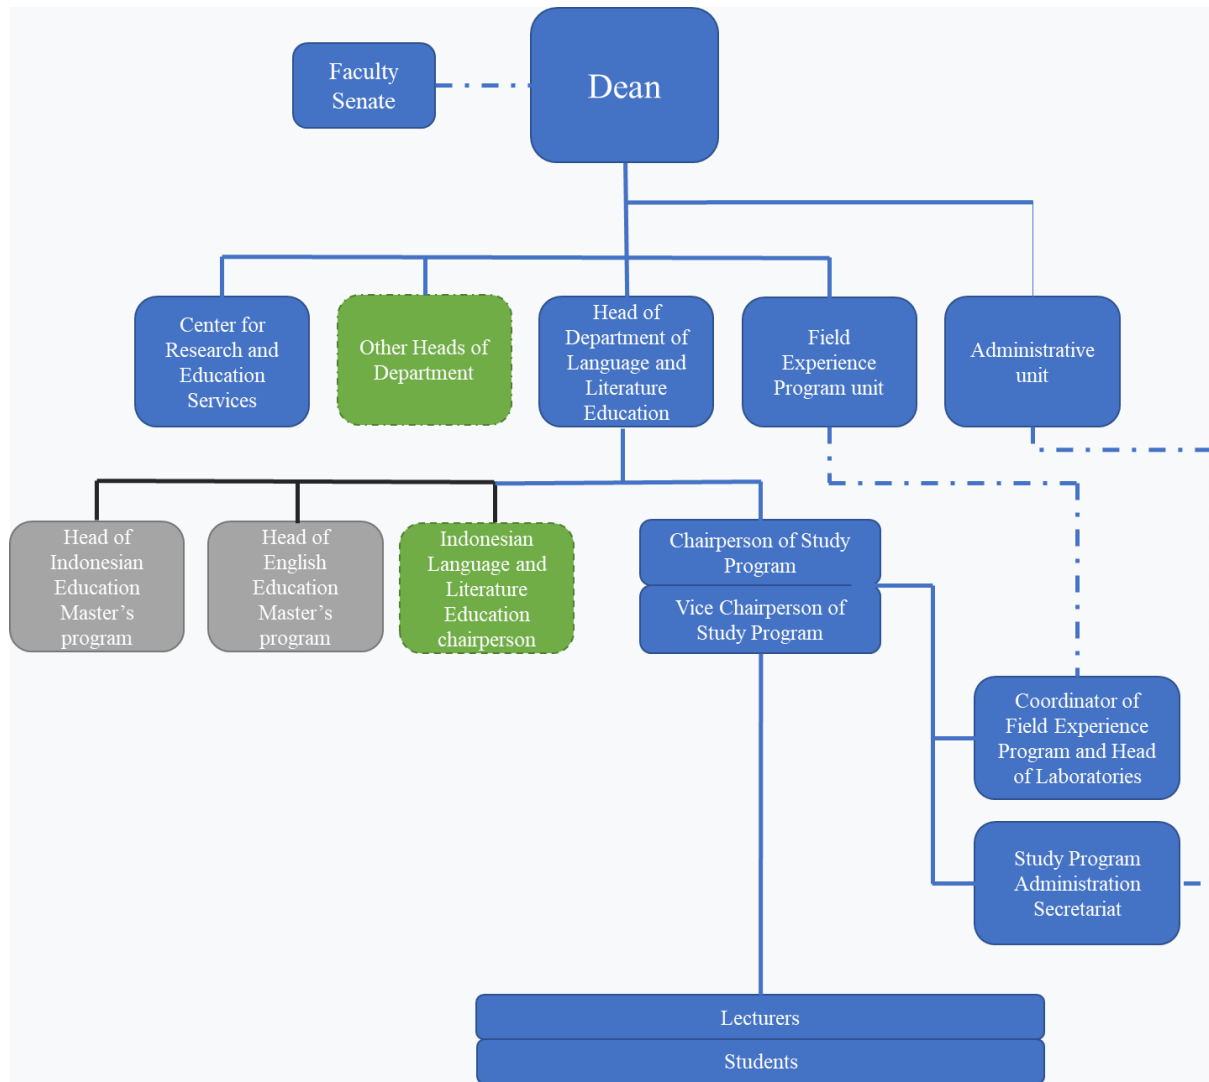 Faculty
Senate
Dean
Center for
Research and
Education
Services
Other Heads of
Department
Head of
Department of
Language and
Literature
Education
Field
Experience
Program unit
Administrative
unit
Head of
Indonesian
Education
Master's
program
Head of
English
Education
Master's
program
Indonesian
Language and
Literature
Education
chairperson
Chairperson of Study
Program
Vice Chairperson of
Study Program
Coordinator of
Field Experience
Program and Head
of Laboratories
Study Program
Administration
Secretariat
Lecturers
Students